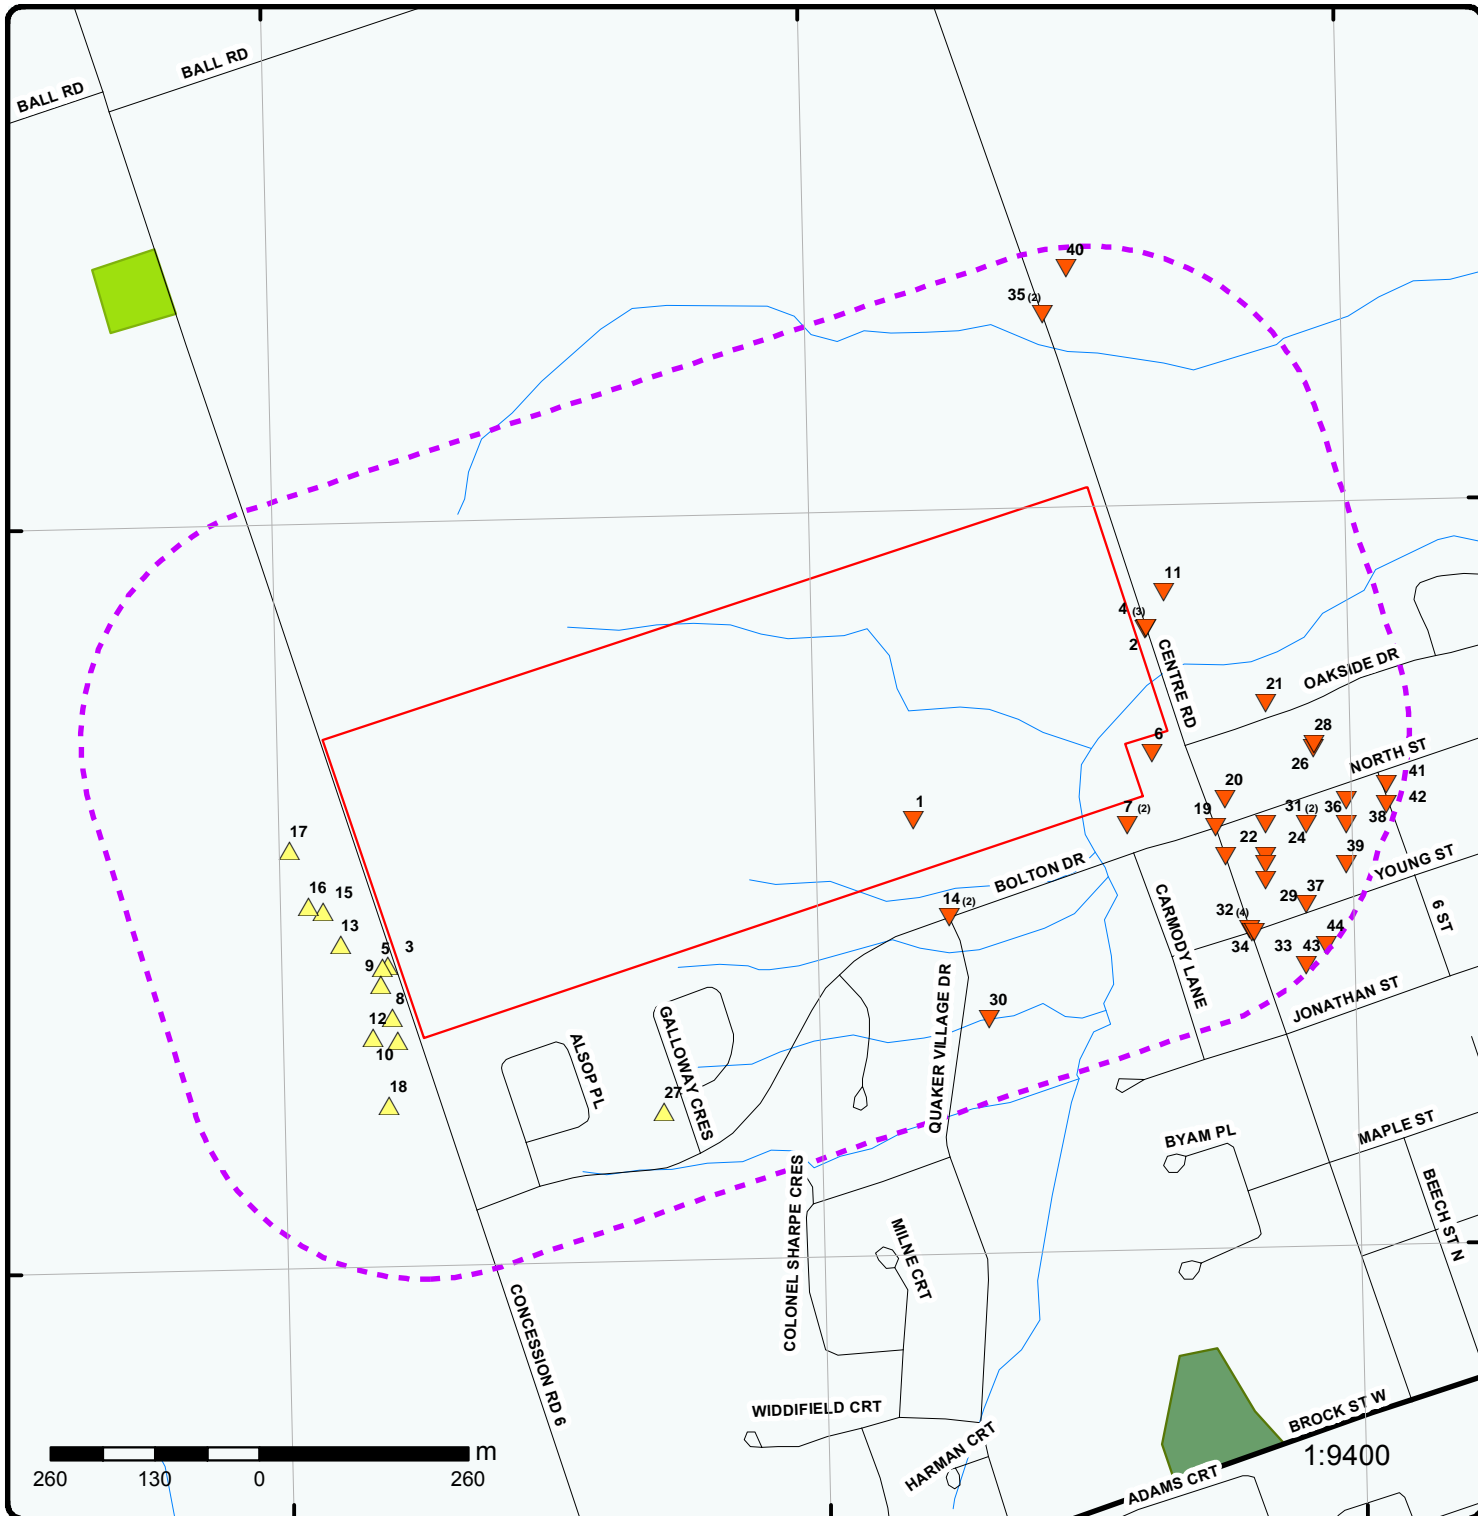 BALL RD
BALL RD
40
35 (2)
11
4 (3)
2
CENTRE RD
OAKSIDE DR
21
28
26
NORTH ST
6
20
41
42
1
7 (2)
19
31 (2)
36
38
22
24
39
YOUNG ST
17
BOLTON DR
16
15
14 (2)
CARMODY LANE
29
37
32 (4)
34
6 ST
13
3
5
9
33
43
44
8
30
JONATHAN ST
12
10
QUAKER VILLAGE DR
GALLOWAY CRES
ALSOP PL
18
27
BYAM PL
MAPLE ST
BEECH ST N
COLONEL SHARPE CRES
MILNE CRT
CONCESSION RD 6
WIDDIFIELD CRT
HARMAN CRT
BROCK ST W
ADAMS CRT
m
260
130
0
260
1:9400